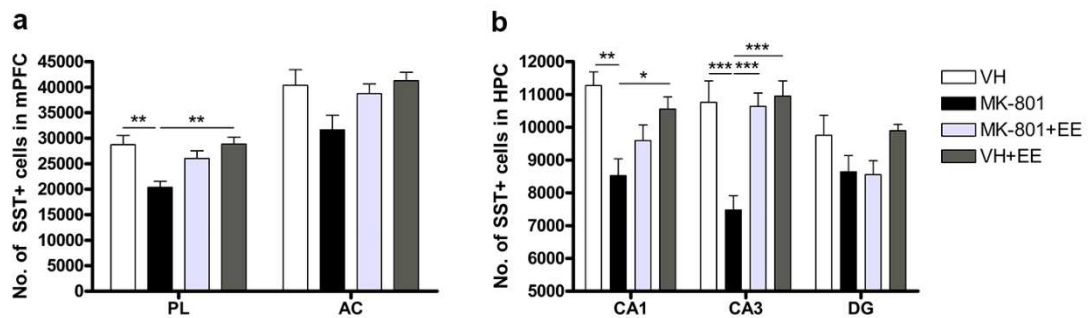 a
No. of SST+ cells in mPFC
45000
40000
35000
30000
25000
20000
15000
10000
5000
0
** **
PL AC
b
No. of SST+ cells in HPC
12000
11000
10000
9000
8000
7000
6000
5000
**
*
***
*** ***
CA1 CA3 DG
VH
MK-801
MK-801+EE
VH+EE